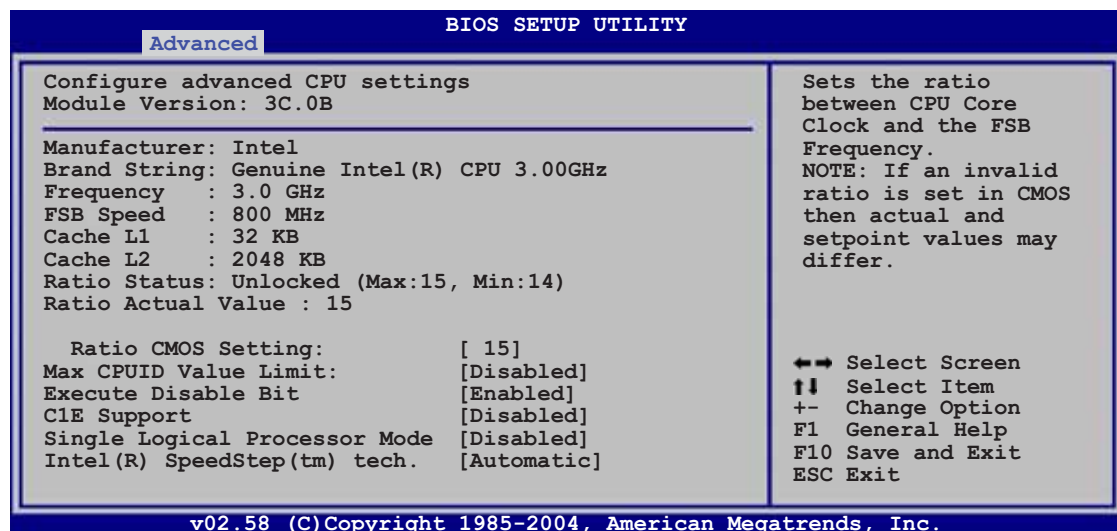 BIOS SETUP UTILITY
Advanced
Configure advanced CPU settings
Module Version: 3C.0B
Manufacturer: Intel
Brand String: Genuine Intel(R) CPU 3.00GHz
Frequency : 3.0 GHz
FSB Speed : 800 MHz
Cache L1 : 32 KB
Cache L2 : 2048 KB
Ratio Status: Unlocked (Max:15, Min:14)
Ratio Actual Value : 15
Ratio CMOS Setting: [ 15]
Max CPUID Value Limit: [Disabled]
Execute Disable Bit [Enabled]
C1E Support [Disabled]
Single Logical Processor Mode [Disabled]
Intel(R) SpeedStep(tm) tech. [Automatic]
Sets the ratio
between CPU Core
Clock and the FSB
Frequency.
NOTE: If an invalid
ratio is set in CMOS
then actual and
setpoint values may
differ.
←→ Select Screen
↑↓ Select Item
+- Change Option
F1 General Help
F10 Save and Exit
ESC Exit
v02.58 (C)Copyright 1985-2004, American Megatrends, Inc.